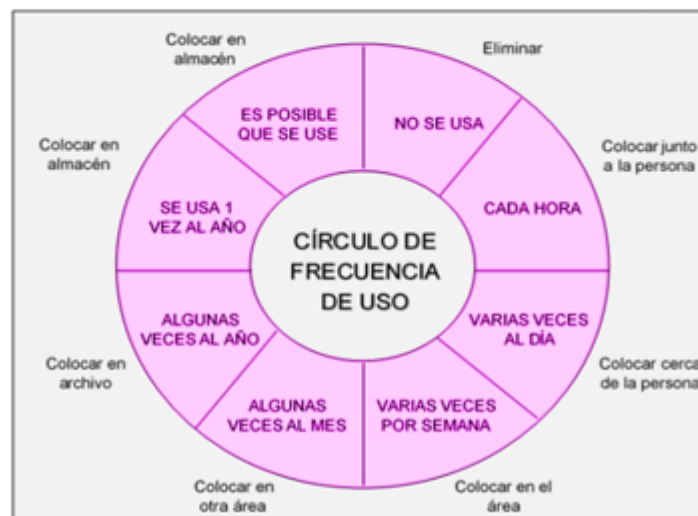 Colocar en
almacén
Eliminar
ES POSIBLE
QUE SE USE
NO SE USA
Colocar en
almacén
Colocar junto
a la persona
SE USA 1
VEZ AL AÑO
CADA HORA
CÍRCULO DE
FRECUENCIA
DE USO
ALGUNAS
VECES AL AÑO
VARIAS VECES
AL DÍA
Colocar en
archivo
Colocar cerca
de la persona
ALGUNAS
VECES AL MES
VARIAS VECES
POR SEMANA
Colocar en
otra área
Colocar en el
área